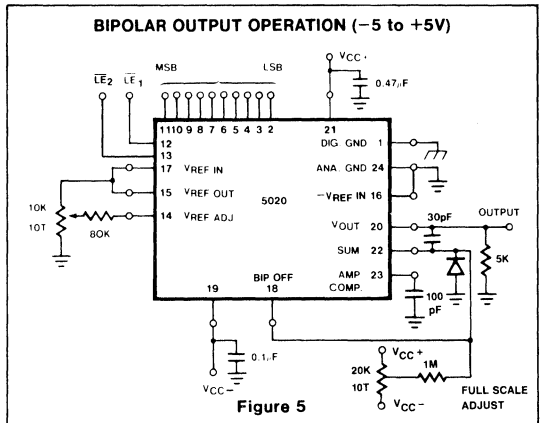 BIPOLAR OUTPUT OPERATION (−5 to +5V)
MSB LSB
VCC+
LE2 LE1
0.47µF
11 10 9 8 7 6 5 4 3 2
21
12
13
17 VREF IN
15 VREF OUT
14 VREF ADJ
10K
10T
80K
5020
DIG GND 1
ANA. GND 24
−VREF IN 16
VOUT 20
SUM 22
AMP COMP. 23
30pF
OUTPUT
5K
100 pF
BIP OFF
19
18
0.1µF
VCC−
VCC+
20K
10T
1M
VCC−
FULL SCALE
ADJUST
Figure 5